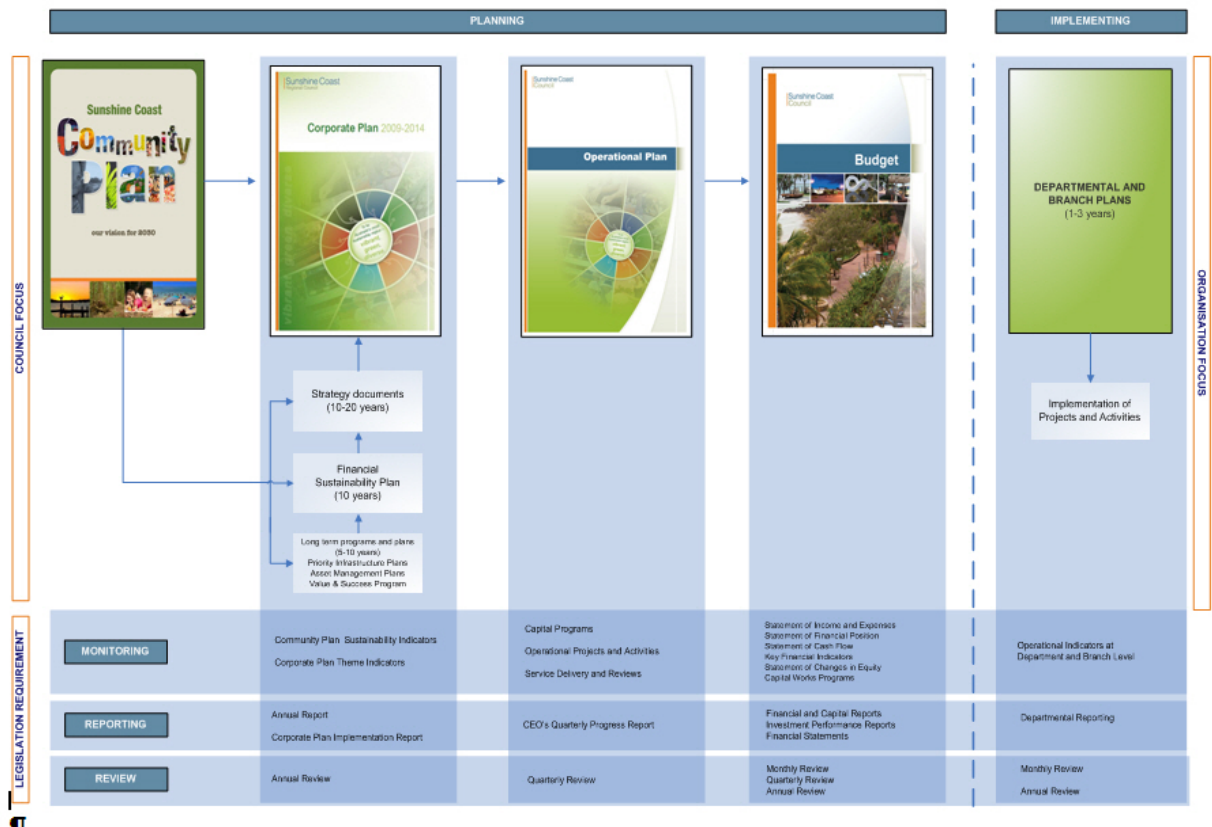 PLANNING
IMPLEMENTING
COUNCIL FOCUS
Sunshine Coast
Community
Plan
our vision for 2030
Sunshine Coast
Regional Council
Corporate Plan 2009-2014
Sunshine Coast
Council
Operational Plan
Sunshine Coast
Council
Budget
DEPARTMENTAL AND
BRANCH PLANS
(1-3 years)
ORGANISATION FOCUS
Strategy documents
(10-20 years)
Implementation of
Projects and Activities
Financial
Sustainability Plan
(10 years)
Long term programs and plans
(5-10 years)
Priority Infrastructure Plans
Asset Management Plans
Value & Success Program
LEGISLATION REQUIREMENT
MONITORING
Community Plan Sustainability Indicators
Corporate Plan Theme Indicators
Capital Programs
Operational Projects and Activities
Service Delivery and Reviews
Statement of Income and Expenses
Statement of Financial Position
Statement of Cash Flow
Key Financial Indicators
Statement of Changes in Equity
Capital Works Programs
Operational Indicators at
Department and Branch Level
REPORTING
Annual Report
Corporate Plan Implementation Report
CEO's Quarterly Progress Report
Financial and Capital Reports
Investment Performance Reports
Financial Statements
Departmental Reporting
REVIEW
Annual Review
Quarterly Review
Monthly Review
Quarterly Review
Annual Review
Monthly Review
Annual Review
¶